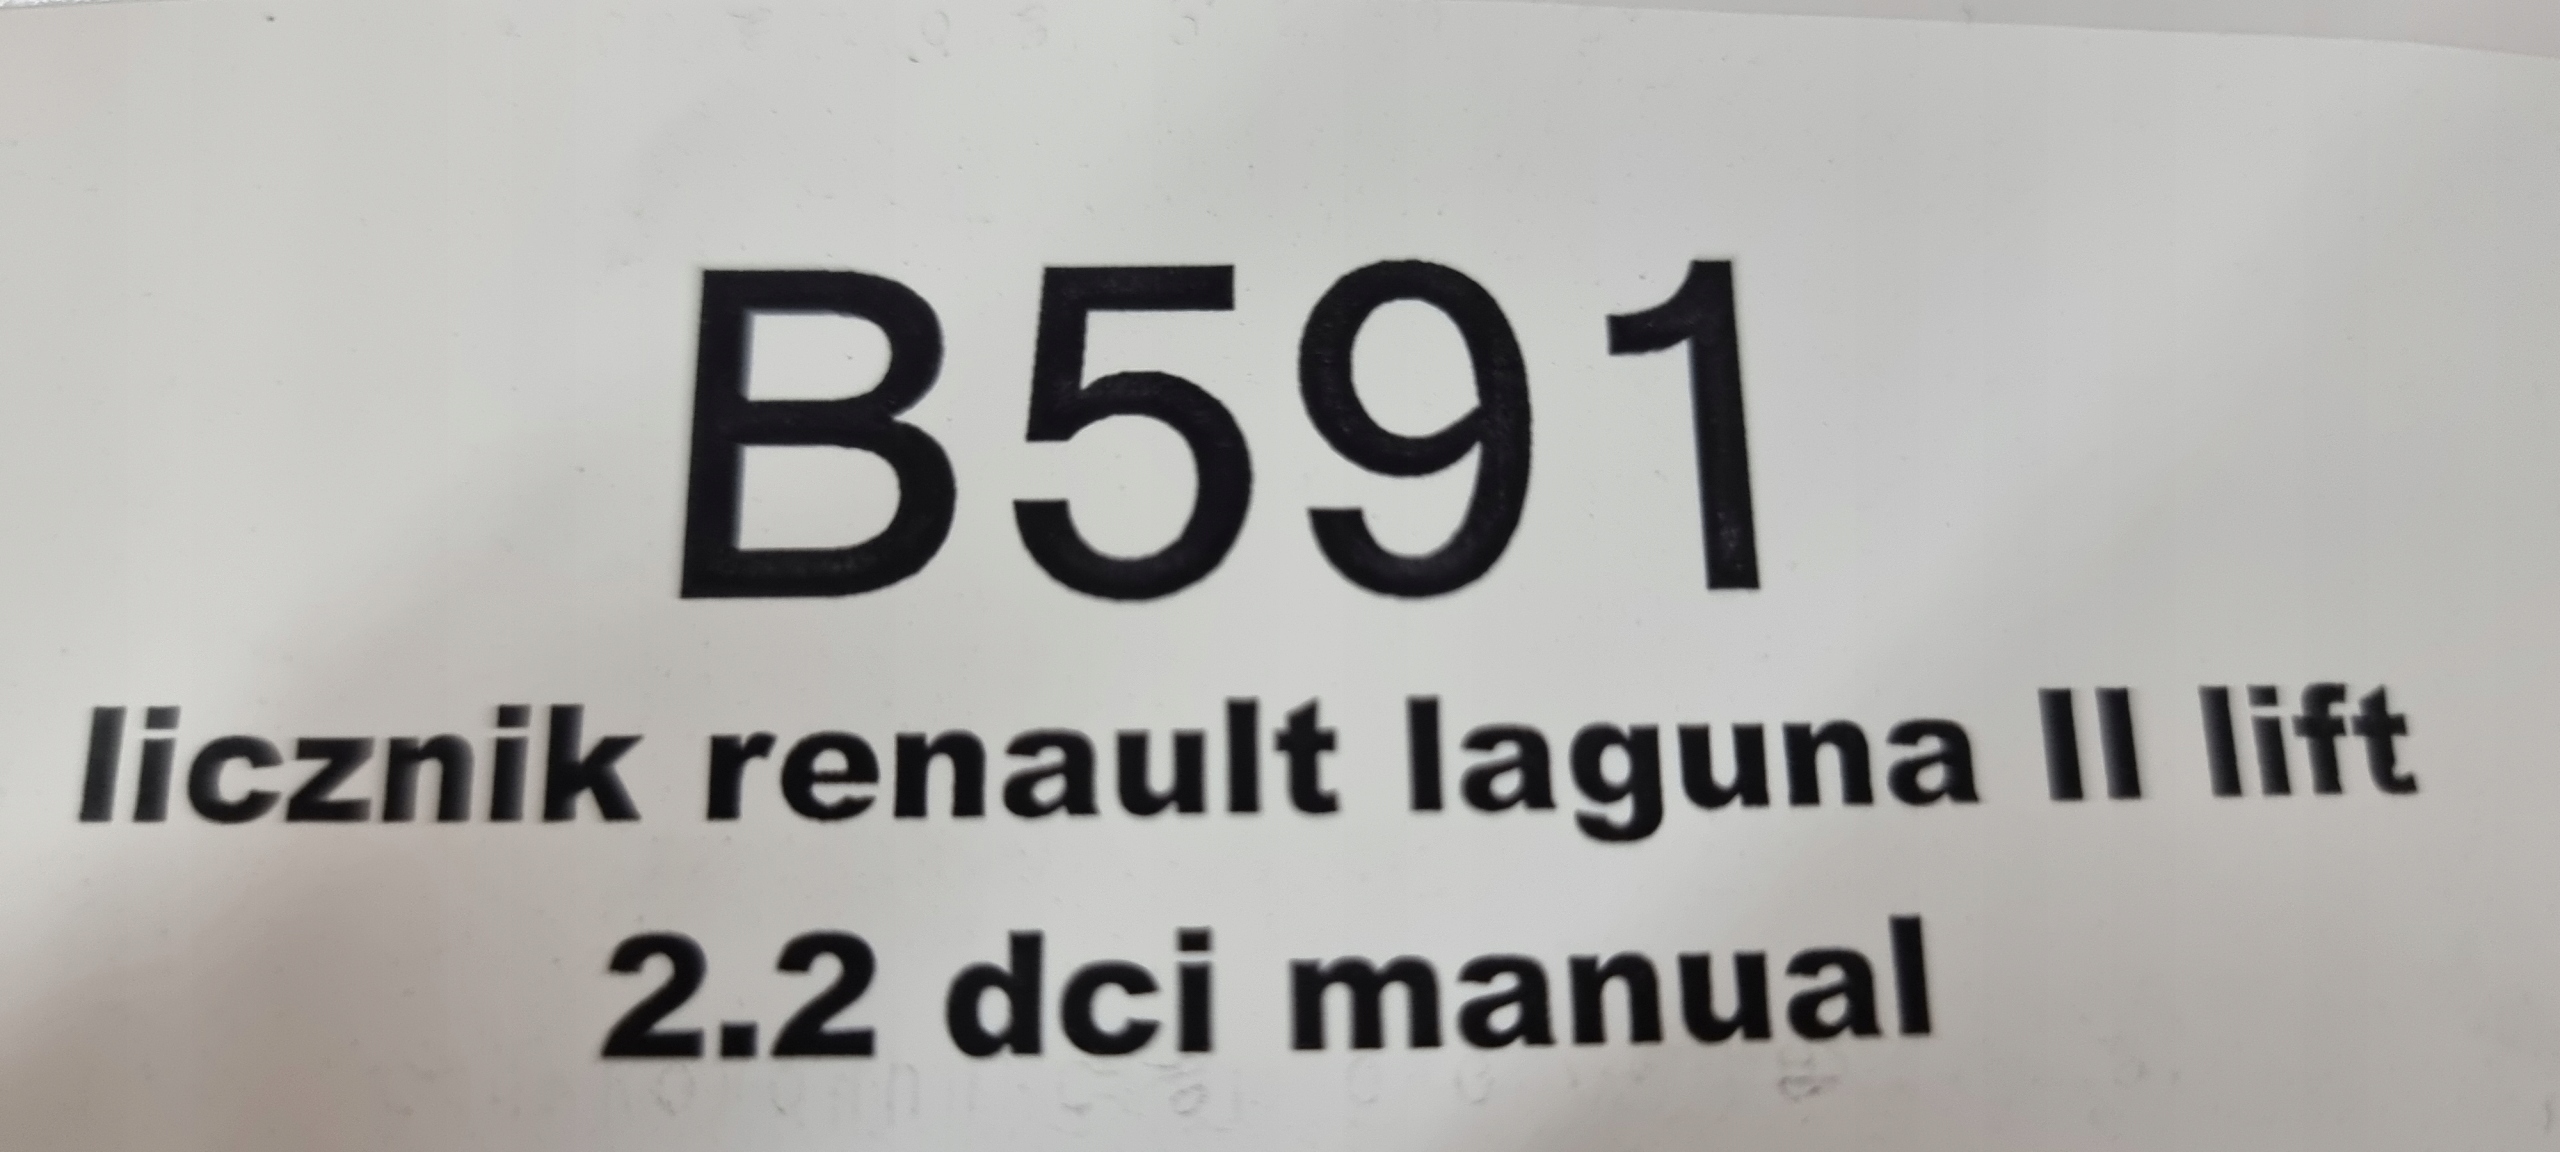 B591
licznik renault laguna II lift
2.2 dci manual